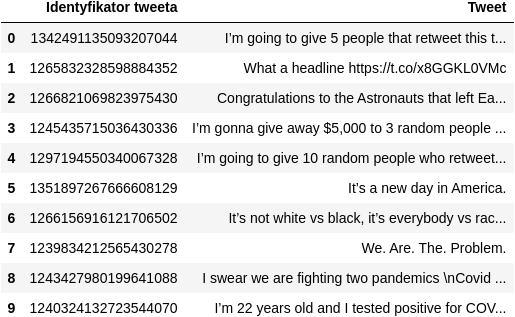 Identyfikator tweeta Tweet
0 1342491135093207044 I’m going to give 5 people that retweet this t...
1 1265832328598884352 What a headline https://t.co/x8GGKL0VMc
2 1266821069823975430 Congratulations to the Astronauts that left Ea...
3 1245435715036430336 I’m gonna give away $5,000 to 3 random people ...
4 1297194550340067328 I’m going to give 10 random people who retweet...
5 1351897267666608129 It’s a new day in America.
6 1266156916121706502 It’s not white vs black, it’s everybody vs rac...
7 1239834212565430278 We. Are. The. Problem.
8 1243427980199641088 I swear we are fighting two pandemics \nCovid ...
9 1240324132723544070 I’m 22 years old and I tested positive for COV...